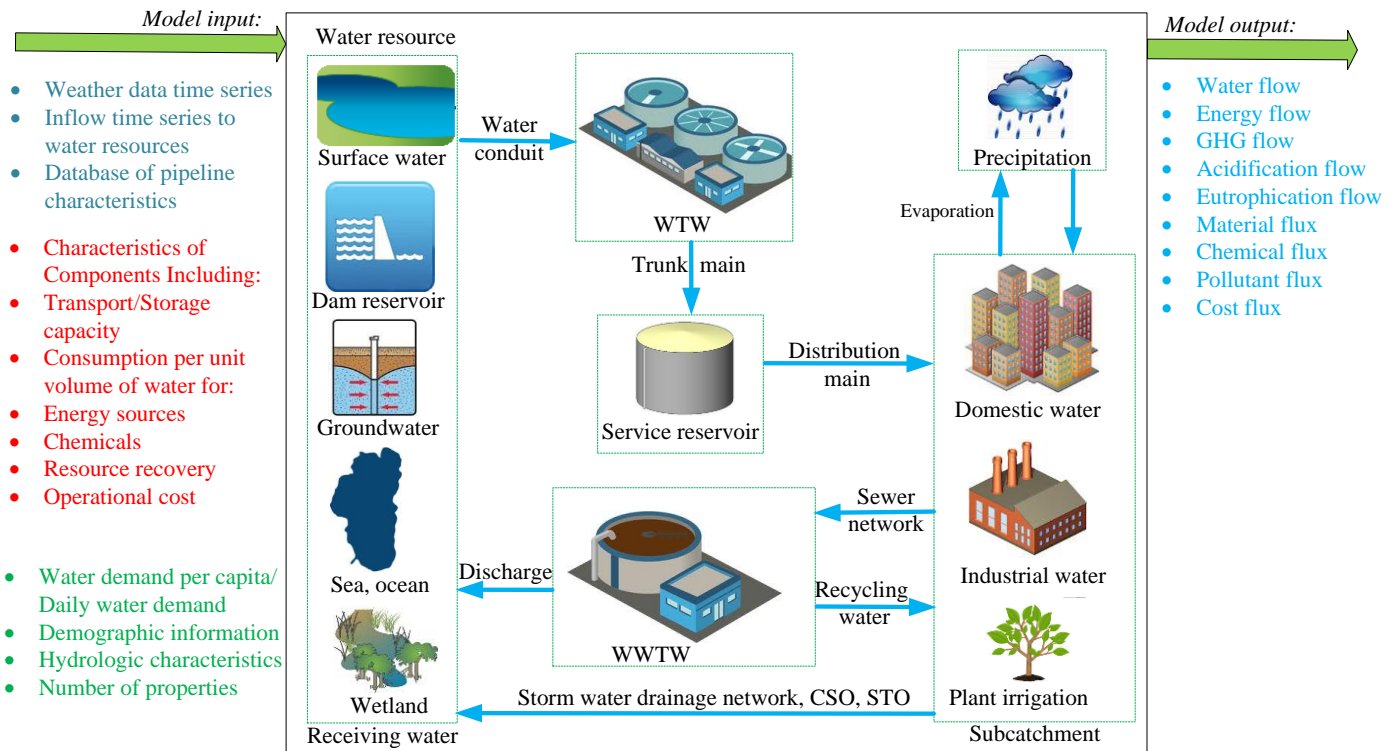 Model input:
• Weather data time series
• Inflow time series to
water resources
• Database of pipeline
characteristics
• Characteristics of
Components Including:
• Transport/Storage
capacity
• Consumption per unit
volume of water for:
• Energy sources
• Chemicals
• Resource recovery
• Operational cost
• Water demand per capita/
Daily water demand
• Demographic information
• Hydrologic characteristics
• Number of properties
Water resource
Surface water
Dam reservoir
Groundwater
Sea, ocean
Wetland
Receiving water
Water
conduit
WTW
Trunk main
Service reservoir
Distribution
main
Precipitation
Evaporation
Domestic water
Industrial water
Plant irrigation
Subcatchment
Sewer
network
Discharge
WWTW
Recycling
water
Storm water drainage network, CSO, STO
Model output:
• Water flow
• Energy flow
• GHG flow
• Acidification flow
• Eutrophication flow
• Material flux
• Chemical flux
• Pollutant flux
• Cost flux